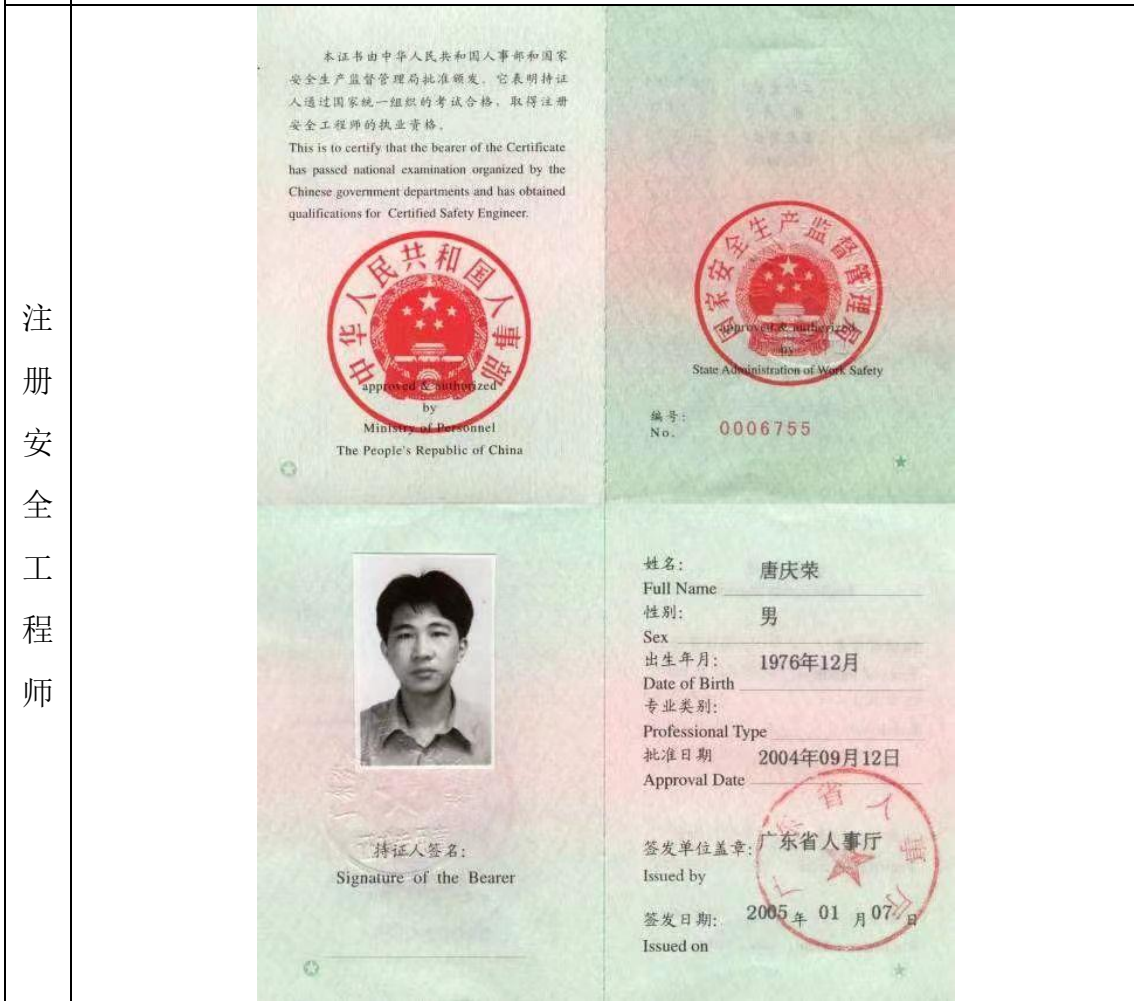 注
册
安
全
工
程
师
本证书由中华人民共和国人事部和国家
安全生产监督管理局批准颁发，它表明持证
人通过国家统一组织的考试合格，取得注册
安全工程师的执业资格。
This is to certify that the bearer of the Certificate
has passed national examination organized by the
Chinese government departments and has obtained
qualifications for Certified Safety Engineer.
中华人民共和国人事部
approved & authorized
by
Ministry of Personnel
The People's Republic of China
国家安全生产监督管理局
approved & authorized
by
State Administration of Work Safety
编号:
No. 0006755
持证人签名:
Signature of the Bearer
姓名: 唐庆荣
Full Name
性别: 男
Sex
出生年月: 1976年12月
Date of Birth
专业类别:
Professional Type
批准日期 2004年09月12日
Approval Date
签发单位盖章: 广东省人事厅
Issued by
广东省人事厅
签发日期: 2005年 01 月07 日
Issued on